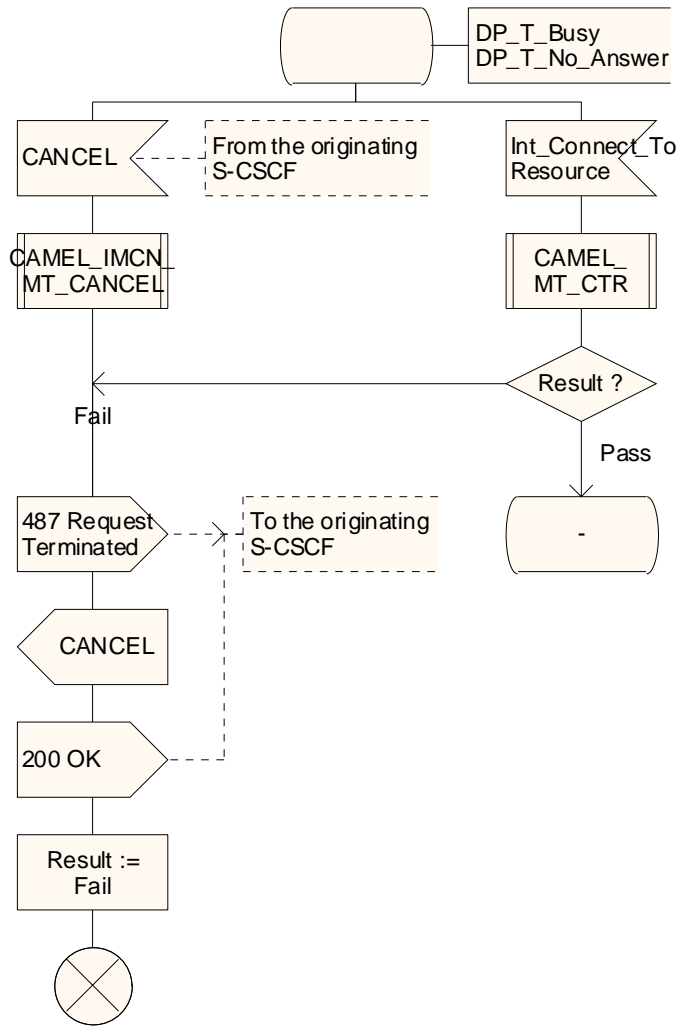 DP_T_Busy
DP_T_No_Answer
CANCEL
From the originating
S-CSCF
Int_Connect_To
Resource
CAMEL_IMCN_
MT_CANCEL
CAMEL_
MT_CTR
Result ?
Fail
Pass
487 Request
Terminated
To the originating
S-CSCF
-
CANCEL
200 OK
Result :=
Fail